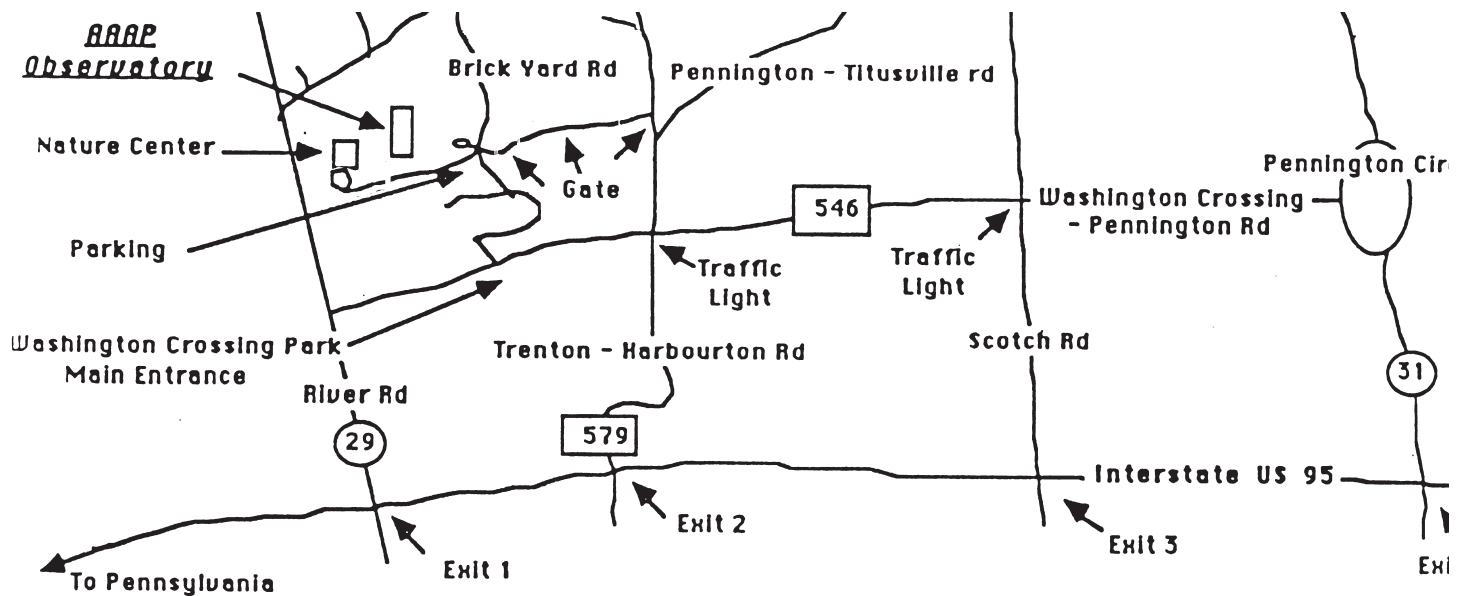 AAAP
Observatory
Brick Yard Rd
Pennington - Titusville rd
Nature Center
Gate
Pennington Cir
546
Washington Crossing
- Pennington Rd
Parking
Traffic
Light
Traffic
Light
Washington Crossing Park
Main Entrance
Trenton - Harbourton Rd
Scotch Rd
River Rd
31
29
579
Interstate US 95
Exit 1
Exit 2
Exit 3
Exi
To Pennsylvania